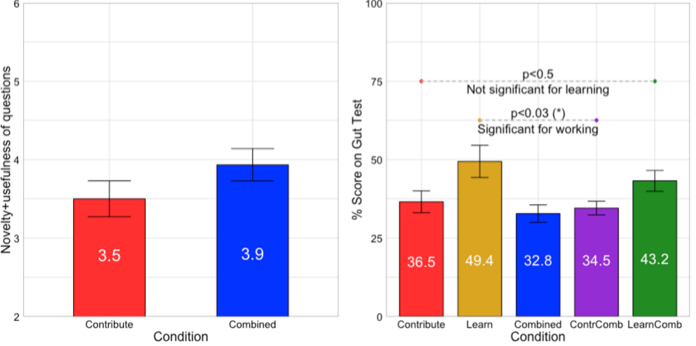 Novelty+usefulness of questions
6
5
4
3
2
3.5
3.9
Contribute Combined
Condition
% Score on Gut Test
100
75
50
25
0
p<0.5
Not significant for learning
p<0.03 (*)
Significant for working
36.5 49.4 32.8 34.5 43.2
Contribute Learn Combined ContrComb LearnComb
Condition